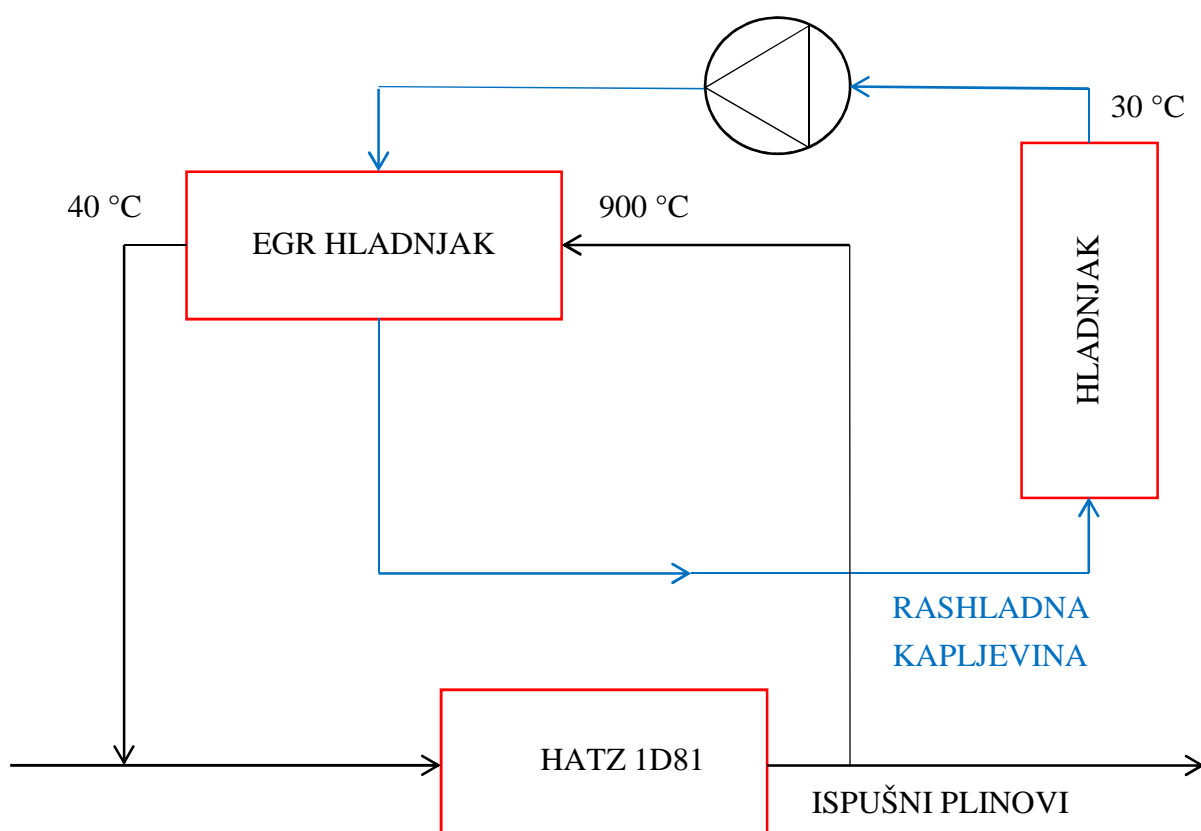 30 °C
40 °C
900 °C
EGR HLADNJAK
HLADNJAK
RASHLADNA
KAPLJEVINA
HATZ 1D81
ISPUŠNI PLINOVI